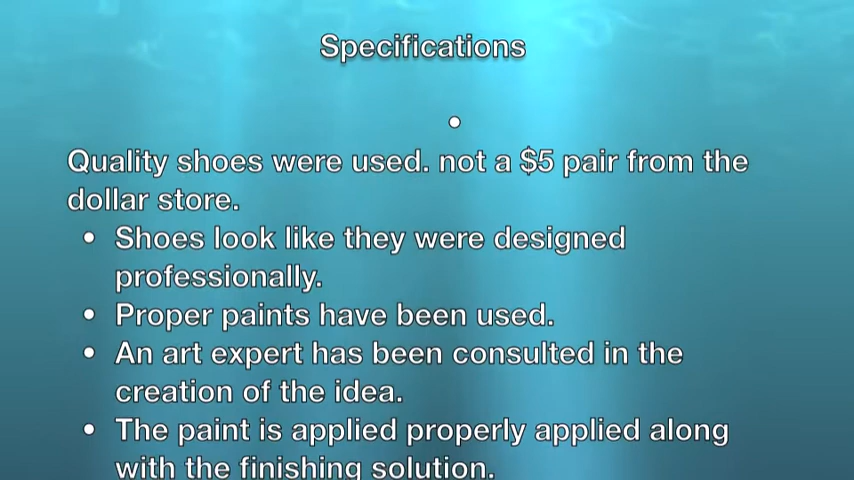 Specifications
•
Quality shoes were used. not a $5 pair from the
dollar store.
• Shoes look like they were designed
professionally.
• Proper paints have been used.
• An art expert has been consulted in the
creation of the idea.
• The paint is applied properly applied along
with the finishing solution.